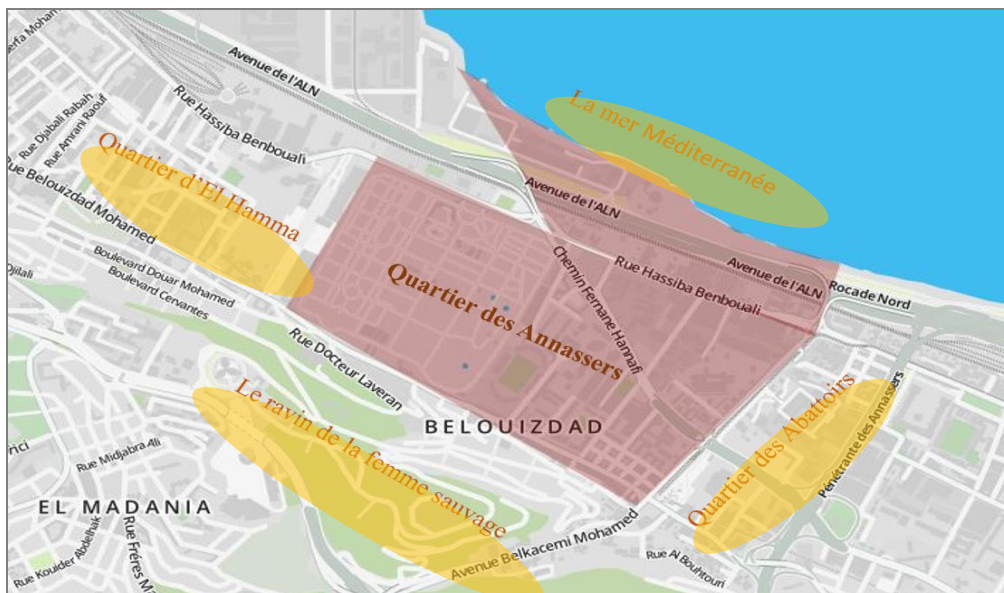 Avenue de l'ALN
Rue Hassiba Benbouali
Rue Djabali Rabah
Rue Amrani Raouf
La mer Méditerranée
Quartier d'El Hamma
Rue Belouizdad Mohamed
Avenue de l'ALN
Boulevard Douar Mohamed
Boulevard Cervantes
Djilali
Chemin Fernane Hannafi
Rue Hassiba Benbouali
Avenue de l'ALN
Rocade Nord
Quartier des Annassers
Rue Docteur Laveran
Le ravin de la femme sauvage
BELOUIZDAD
Quartier des Abattoirs
Pénétrante des Annassers
Rue Midjabra Ali
EL MADANIA
Avenue Belkacemi Mohamed
Rue Al Bouhtouri
Rue Kouider Abdelhak
Rue Frères Ma